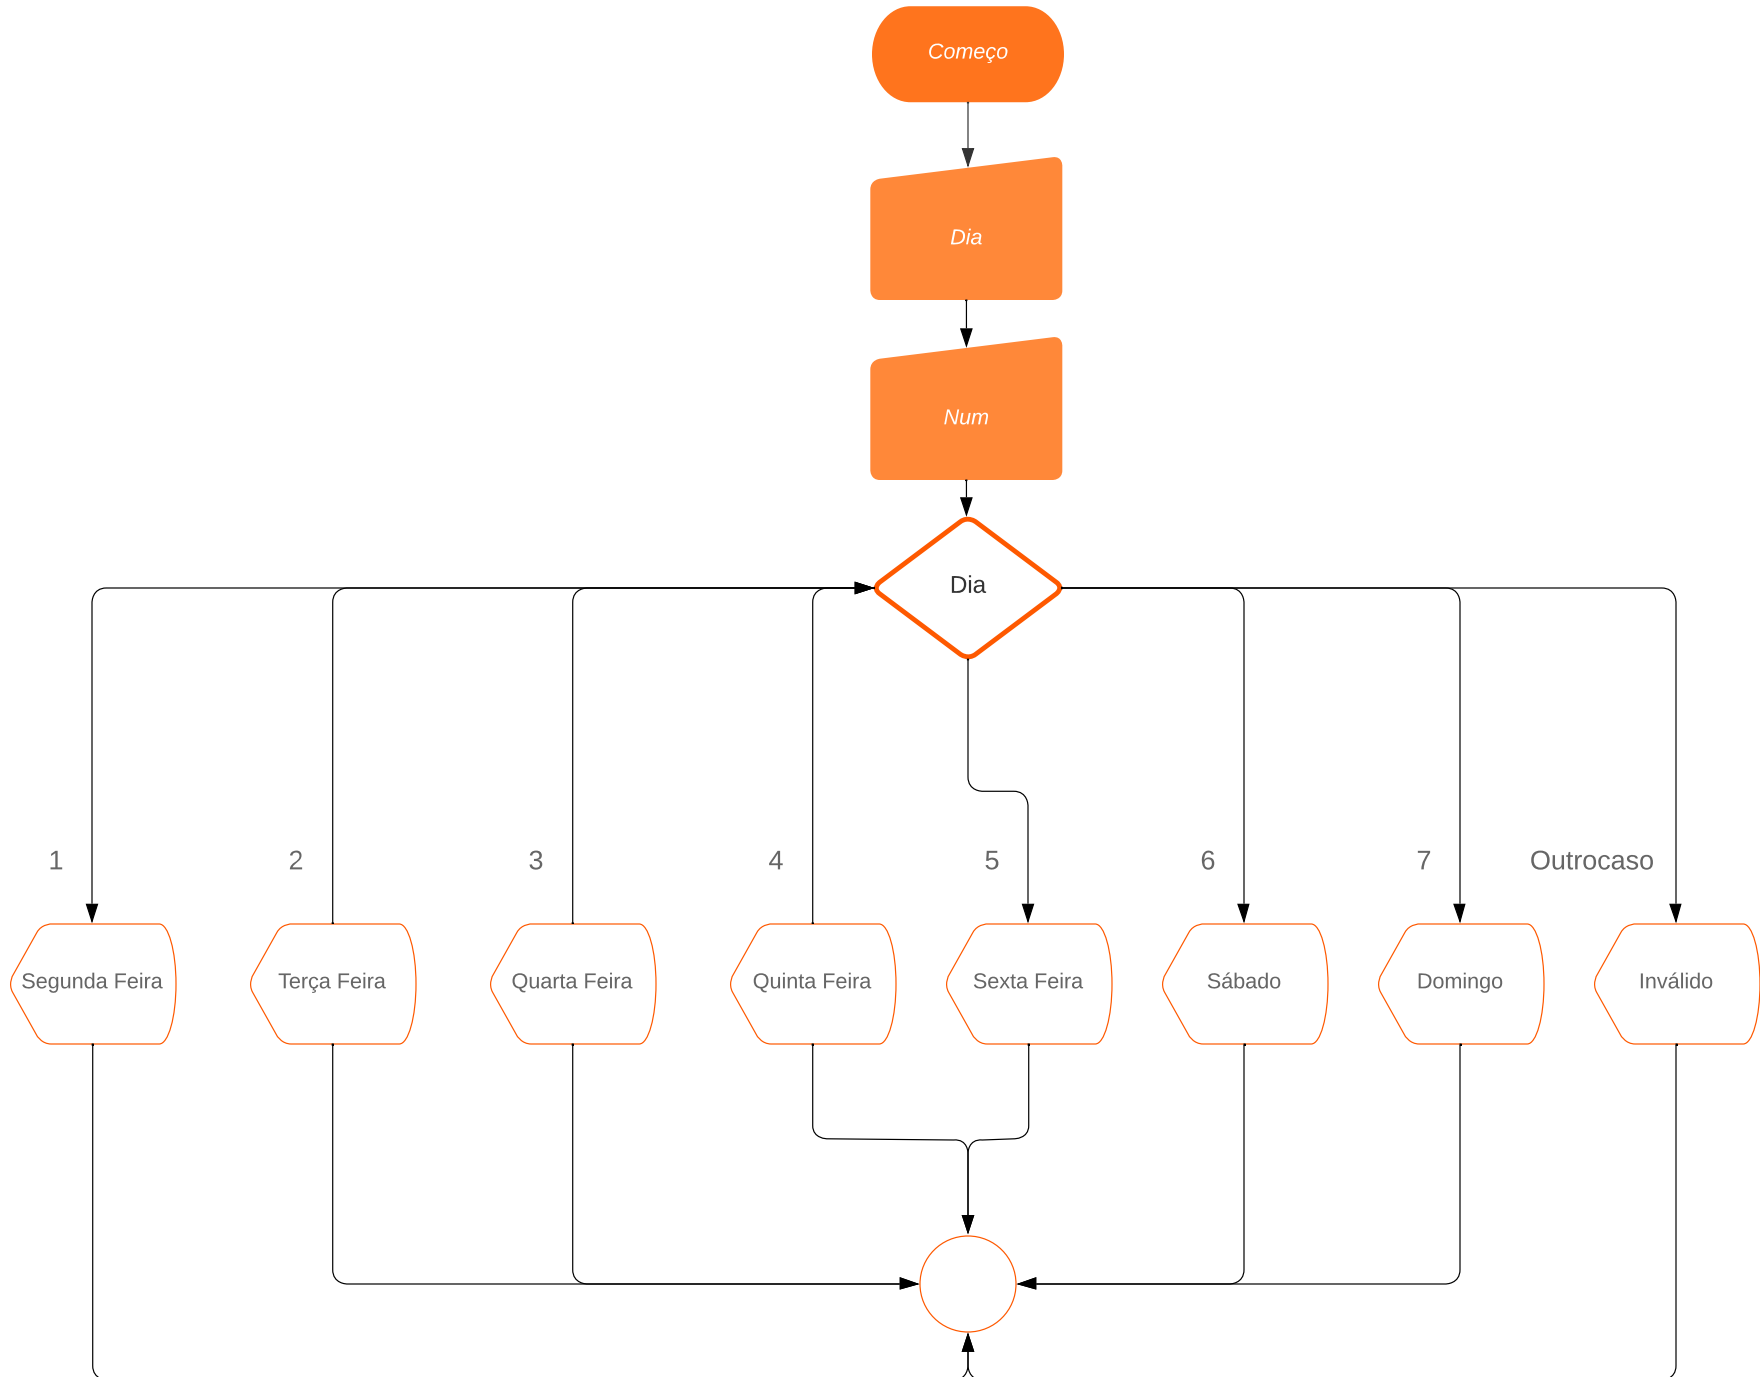 Começo
Dia
Num
Dia
1
2
3
4
5
6
7
Outrocaso
Segunda Feira
Terça Feira
Quarta Feira
Quinta Feira
Sexta Feira
Sábado
Domingo
Inválido